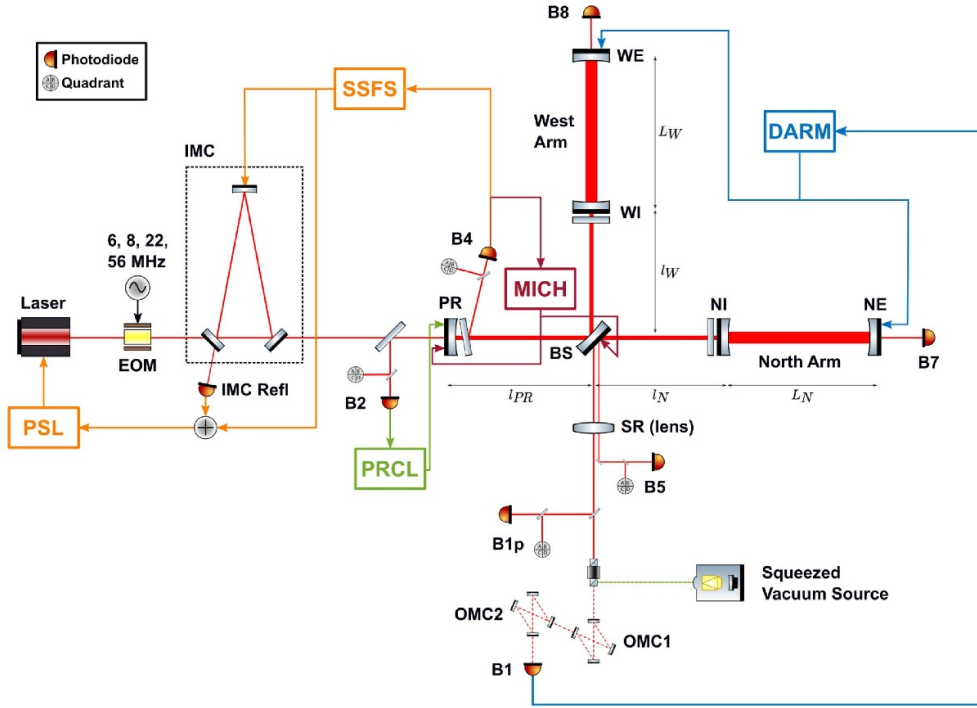 B8
Photodiode
Quadrant
WE
SSFS
West
Arm
L_W
DARM
IMC
WI
6, 8, 22,
56 MHz
B4
MICH
l_W
Laser
PR
NI
NE
EOM
BS
North Arm
B7
IMC Refl
B2
l_PR
l_N
L_N
PSL
SR (lens)
PRCL
B5
B1p
Squeezed
Vacuum Source
OMC2
OMC1
B1